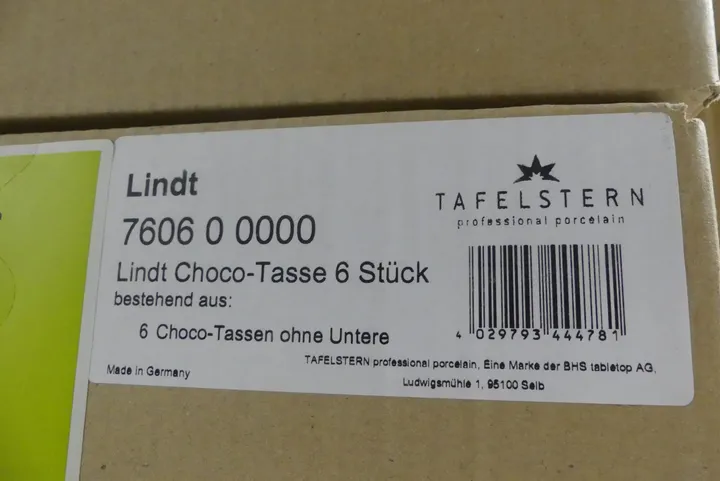 Lindt
7606 0 0000
Lindt Choco-Tasse 6 Stück
bestehend aus:
6 Choco-Tassen ohne Untere
Made in Germany
TAFELSTERN
professional porcelain
4 029793 444781
TAFELSTERN professional porcelain, Eine Marke der BHS tabletop AG,
Ludwigsmühle 1, 95100 Selb